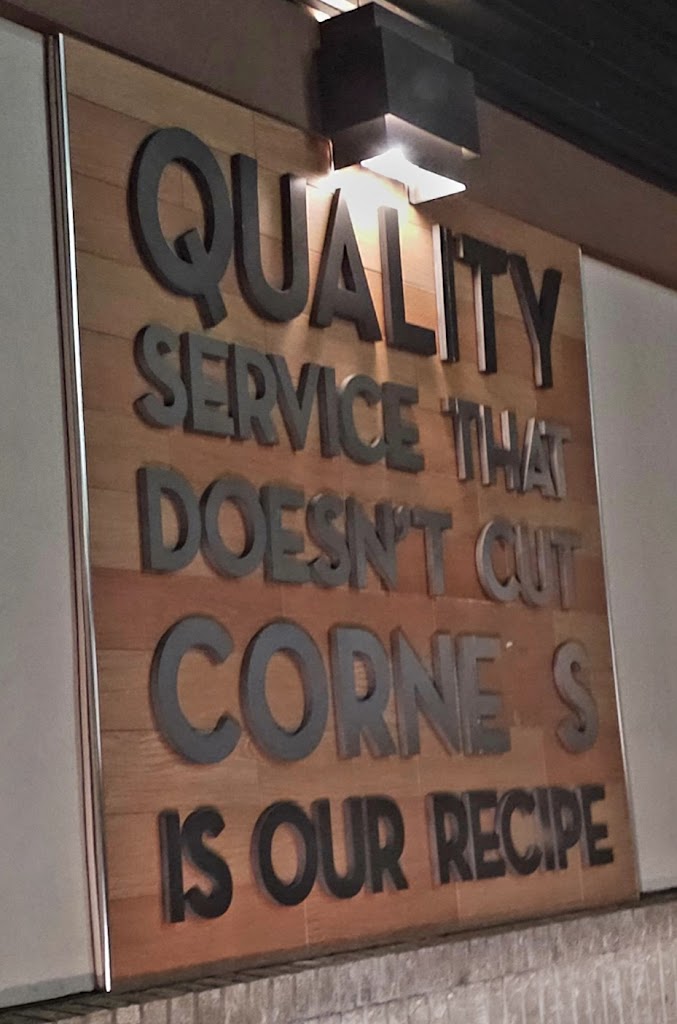 QUALITY
SERVICE THAT
DOESN'T CUT
CORNE S
IS OUR RECIPE